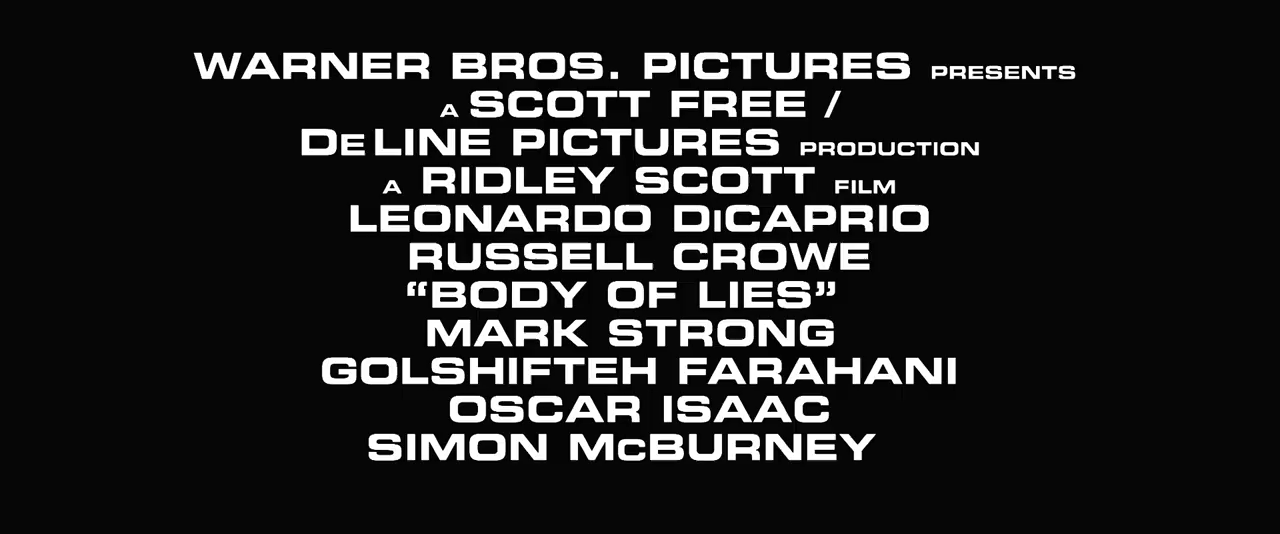 WARNER BROS. PICTURES PRESENTS
A SCOTT FREE /
DE LINE PICTURES PRODUCTION
A RIDLEY SCOTT FILM
LEONARDO DiCAPRIO
RUSSELL CROWE
“BODY OF LIES”
MARK STRONG
GOLSHIFTEH FARAHANI
OSCAR ISAAC
SIMON McBURNEY